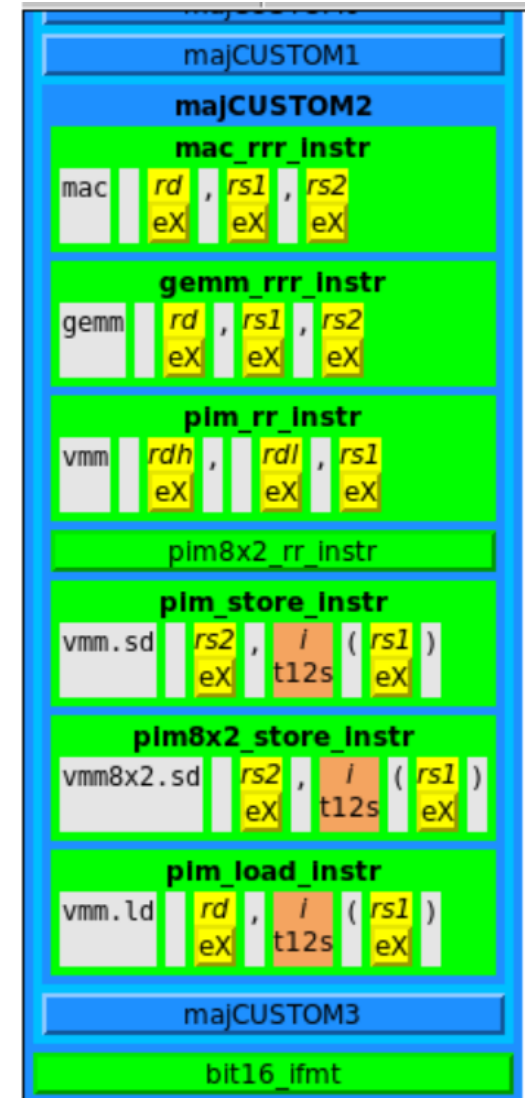 majCUSTOM1
majCUSTOM2
mac_rrr_instr
mac rd , rs1 , rs2
eX eX eX
gemm_rrr_instr
gemm rd , rs1 , rs2
eX eX eX
pim_rr_instr
vmm rdh , rdl , rs1
eX eX eX
pim8x2_rr_instr
pim_store_instr
vmm.sd rs2 , i ( rs1 )
eX t12s eX
pim8x2_store_instr
vmm8x2.sd rs2 , i ( rs1 )
eX t12s eX
pim_load_instr
vmm.ld rd , i ( rs1 )
eX t12s eX
majCUSTOM3
bit16_ifmt